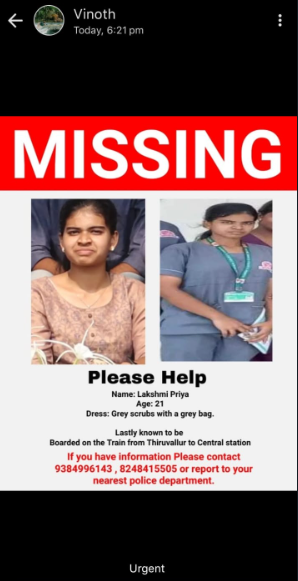 Vinoth
Today, 6:21 pm
MISSING
Please Help
Name: Lakshmi Priya
Age: 21
Dress: Grey scrubs with a grey bag.
Lastly known to be
Boarded on the Train from Thiruvallur to Central station
If you have information Please contact
9384996143 , 8248415505 or report to your
nearest police department.
Urgent